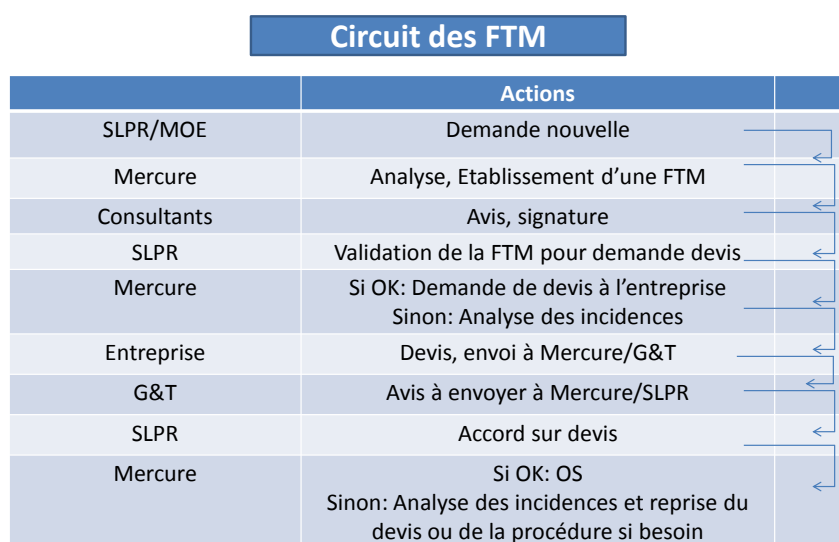 Circuit des FTM
Actions
SLPR/MOE Demande nouvelle
Mercure Analyse, Etablissement d'une FTM
Consultants Avis, signature
SLPR Validation de la FTM pour demande devis
Mercure Si OK: Demande de devis à l'entreprise
Sinon: Analyse des incidences
Entreprise Devis, envoi à Mercure/G&T
G&T Avis à envoyer à Mercure/SLPR
SLPR Accord sur devis
Mercure Si OK: OS
Sinon: Analyse des incidences et reprise du
devis ou de la procédure si besoin